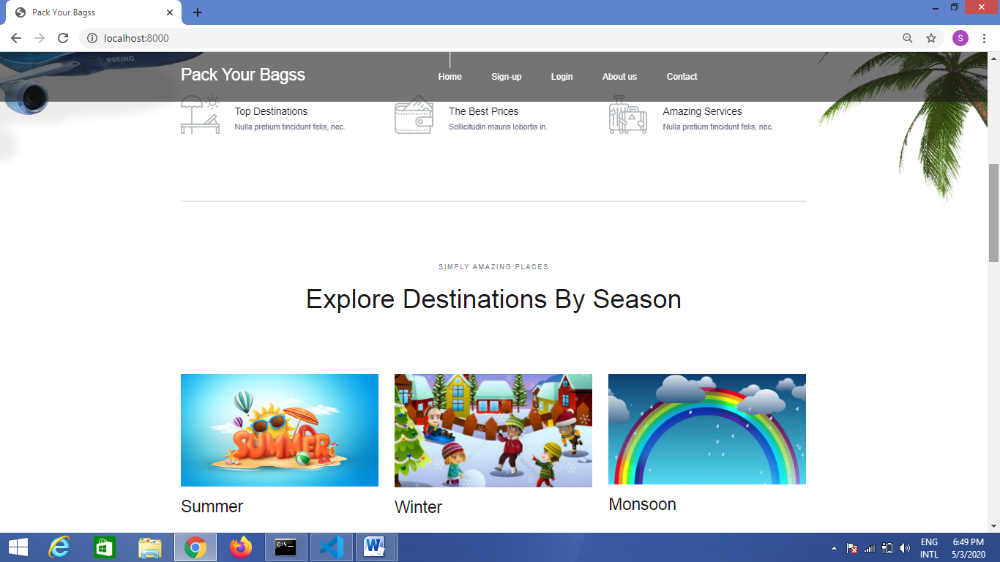 Pack Your Bagss
localhost:8000
S
BOEING
Pack Your Bagss
Home
Sign-up
Login
About us
Contact
Top Destinations
Nulla pretium tincidunt felis, nec.
The Best Prices
Sollicitudin mauris lobortis in.
Amazing Services
Nulla pretium tincidunt felis, nec.
SIMPLY AMAZING PLACES
Explore Destinations By Season
SUMMER
Summer
Winter
Monsoon
C:\_
W
ENG
INTL
6:49 PM
5/3/2020